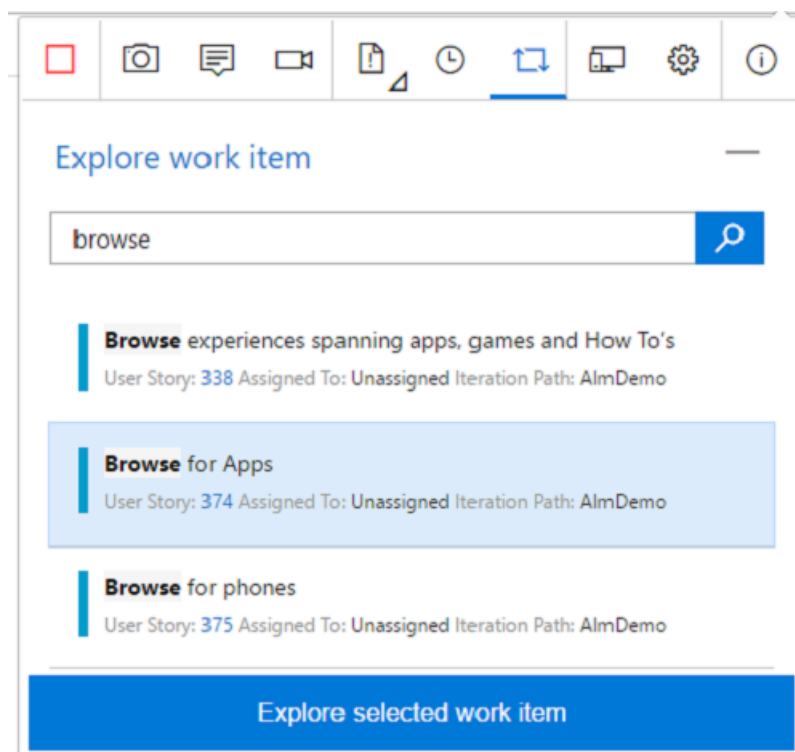 Explore work item
browse
Browse experiences spanning apps, games and How To's
User Story: 338 Assigned To: Unassigned Iteration Path: AlmDemo
Browse for Apps
User Story: 374 Assigned To: Unassigned Iteration Path: AlmDemo
Browse for phones
User Story: 375 Assigned To: Unassigned Iteration Path: AlmDemo
Explore selected work item